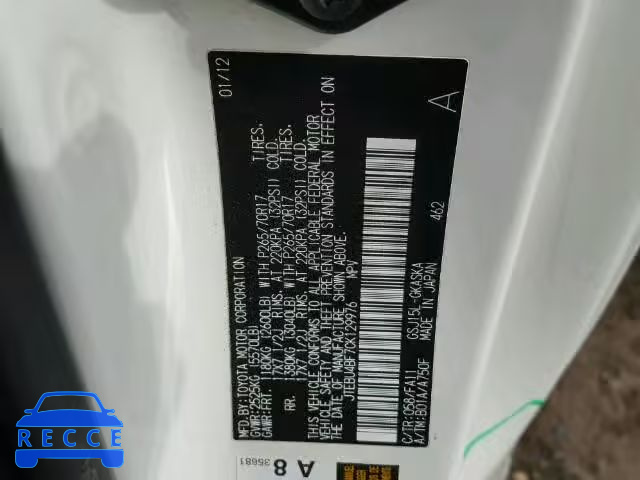 MFD.BY:TOYOTA MOTOR CORPORATION 01/12
GVWR:2525KG (5570LB)
GAWR:FRT. 1180KG (2600LB) WITH P265/70R17 TIRES,
17X7 1/2J RIMS, AT 220KPA (32PSI) COLD.
RR. 1380KG (3040LB) WITH P265/70R17 TIRES,
17X7 1/2J RIMS, AT 220KPA (32PSI) COLD.
THIS VEHICLE CONFORMS TO ALL APPLICABLE FEDERAL MOTOR
VEHICLE SAFETY AND THEFT PREVENTION STANDARDS IN EFFECT ON
THE DATE OF MANUFACTURE SHOWN ABOVE.
JTEBU4BF7CK129976 MPV
462 A
C/TR:058/FA11 GSJ15L-GKASKA
A/TM:B01A/A750F MADE IN JAPAN
A 8
35681
RECCE